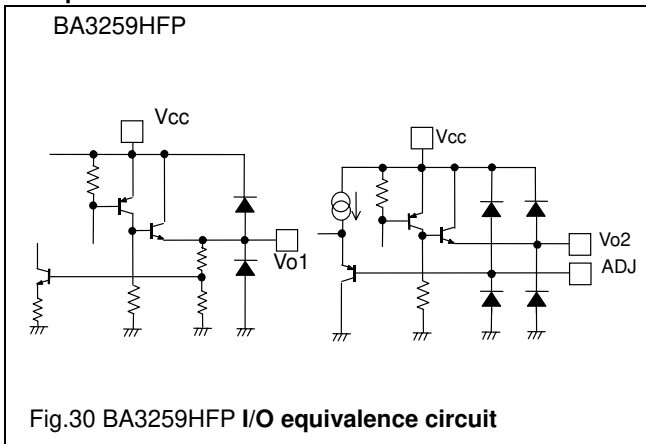 BA3259HFP
Vcc
Vo1
Vcc
Vo2
ADJ
Fig.30 BA3259HFP I/O equivalence circuit